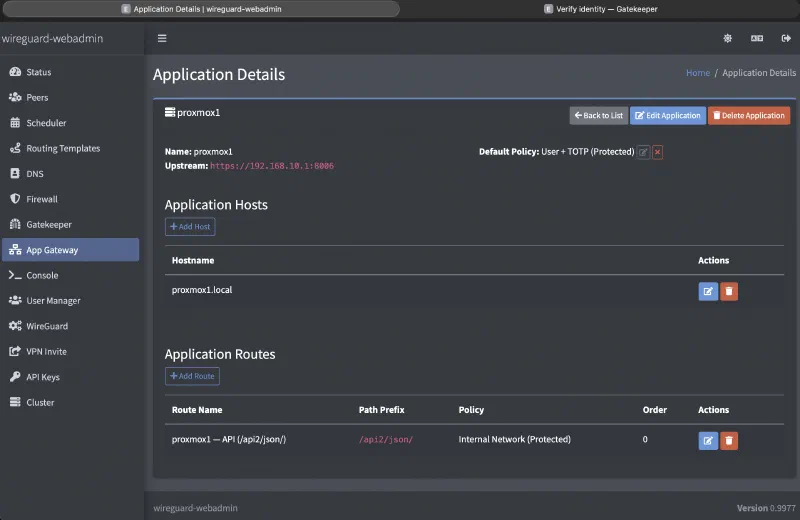 Application Details | wireguard-webadmin
Verify identity — Gatekeeper
wireguard-webadmin
Status
Peers
Scheduler
Routing Templates
DNS
Firewall
Gatekeeper
App Gateway
Console
User Manager
WireGuard
VPN Invite
API Keys
Cluster
Application Details
Home / Application Details
proxmox1
Back to List
Edit Application
Delete Application
Name: proxmox1
Default Policy: User + TOTP (Protected)
Upstream: https://192.168.10.1:8006
Application Hosts
+ Add Host
Hostname Actions
proxmox1.local
Application Routes
+ Add Route
Route Name Path Prefix Policy Order Actions
proxmox1 — API (/api2/json/) /api2/json/ Internal Network (Protected) 0
wireguard-webadmin
Version 0.9977